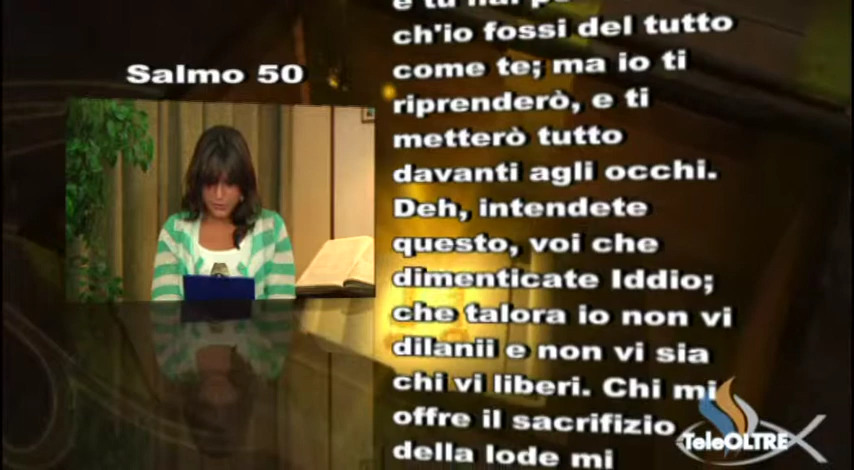 Salmo 50
ch'io fossi del tutto
come te; ma io ti
riprenderò, e ti
metterò tutto
davanti agli occhi.
Deh, intendete
questo, voi che
dimenticate Iddio;
che talora io non vi
dilanii e non vi sia
chi vi liberi. Chi mi
offre il sacrifizio
della lode mi
TeleOLTRE